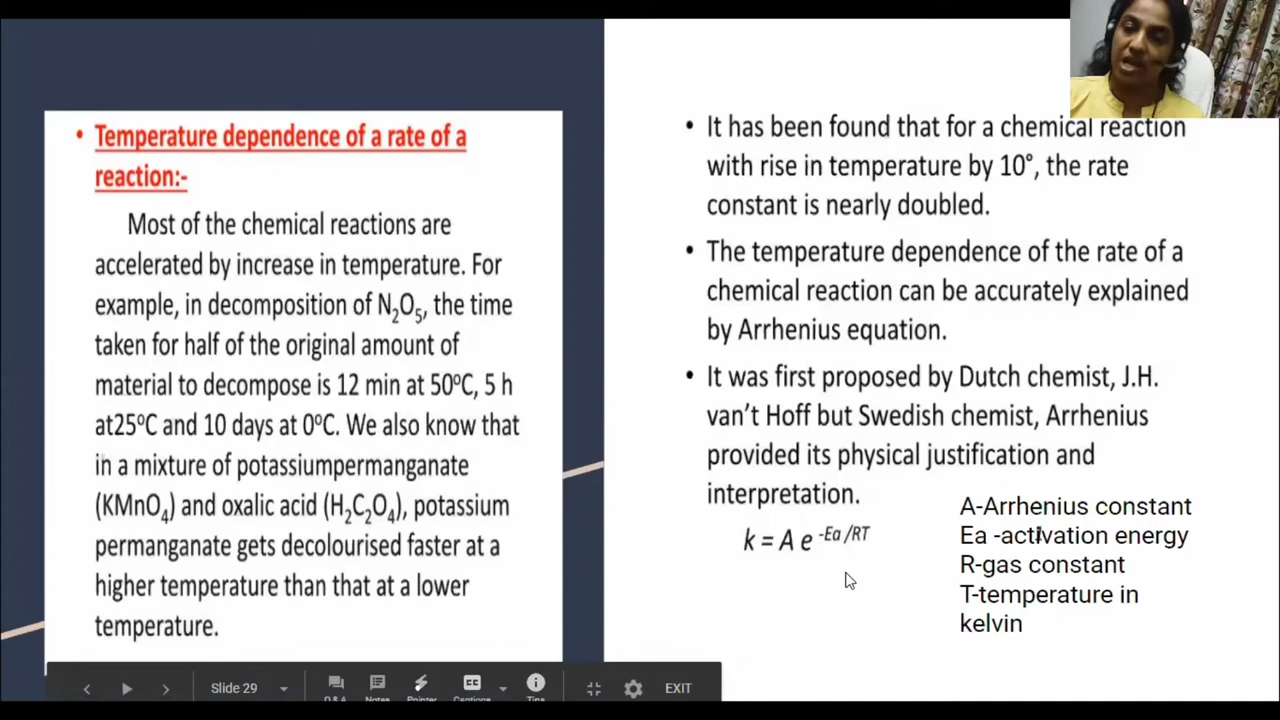 • Temperature dependence of a rate of a
reaction:-
Most of the chemical reactions are
accelerated by increase in temperature. For
example, in decomposition of N₂O₅, the time
taken for half of the original amount of
material to decompose is 12 min at 50ºC, 5 h
at25ºC and 10 days at 0ºC. We also know that
in a mixture of potassiumpermanganate
(KMnO₄) and oxalic acid (H₂C₂O₄), potassium
permanganate gets decolourised faster at a
higher temperature than that at a lower
temperature.
• It has been found that for a chemical reaction
with rise in temperature by 10°, the rate
constant is nearly doubled.
• The temperature dependence of the rate of a
chemical reaction can be accurately explained
by Arrhenius equation.
• It was first proposed by Dutch chemist, J.H.
van’t Hoff but Swedish chemist, Arrhenius
provided its physical justification and
interpretation.
k = A e -Ea /RT
A-Arrhenius constant
Ea -activation energy
R-gas constant
T-temperature in
kelvin
Slide 29
Q & A Notes Pointer Captions Tips
EXIT